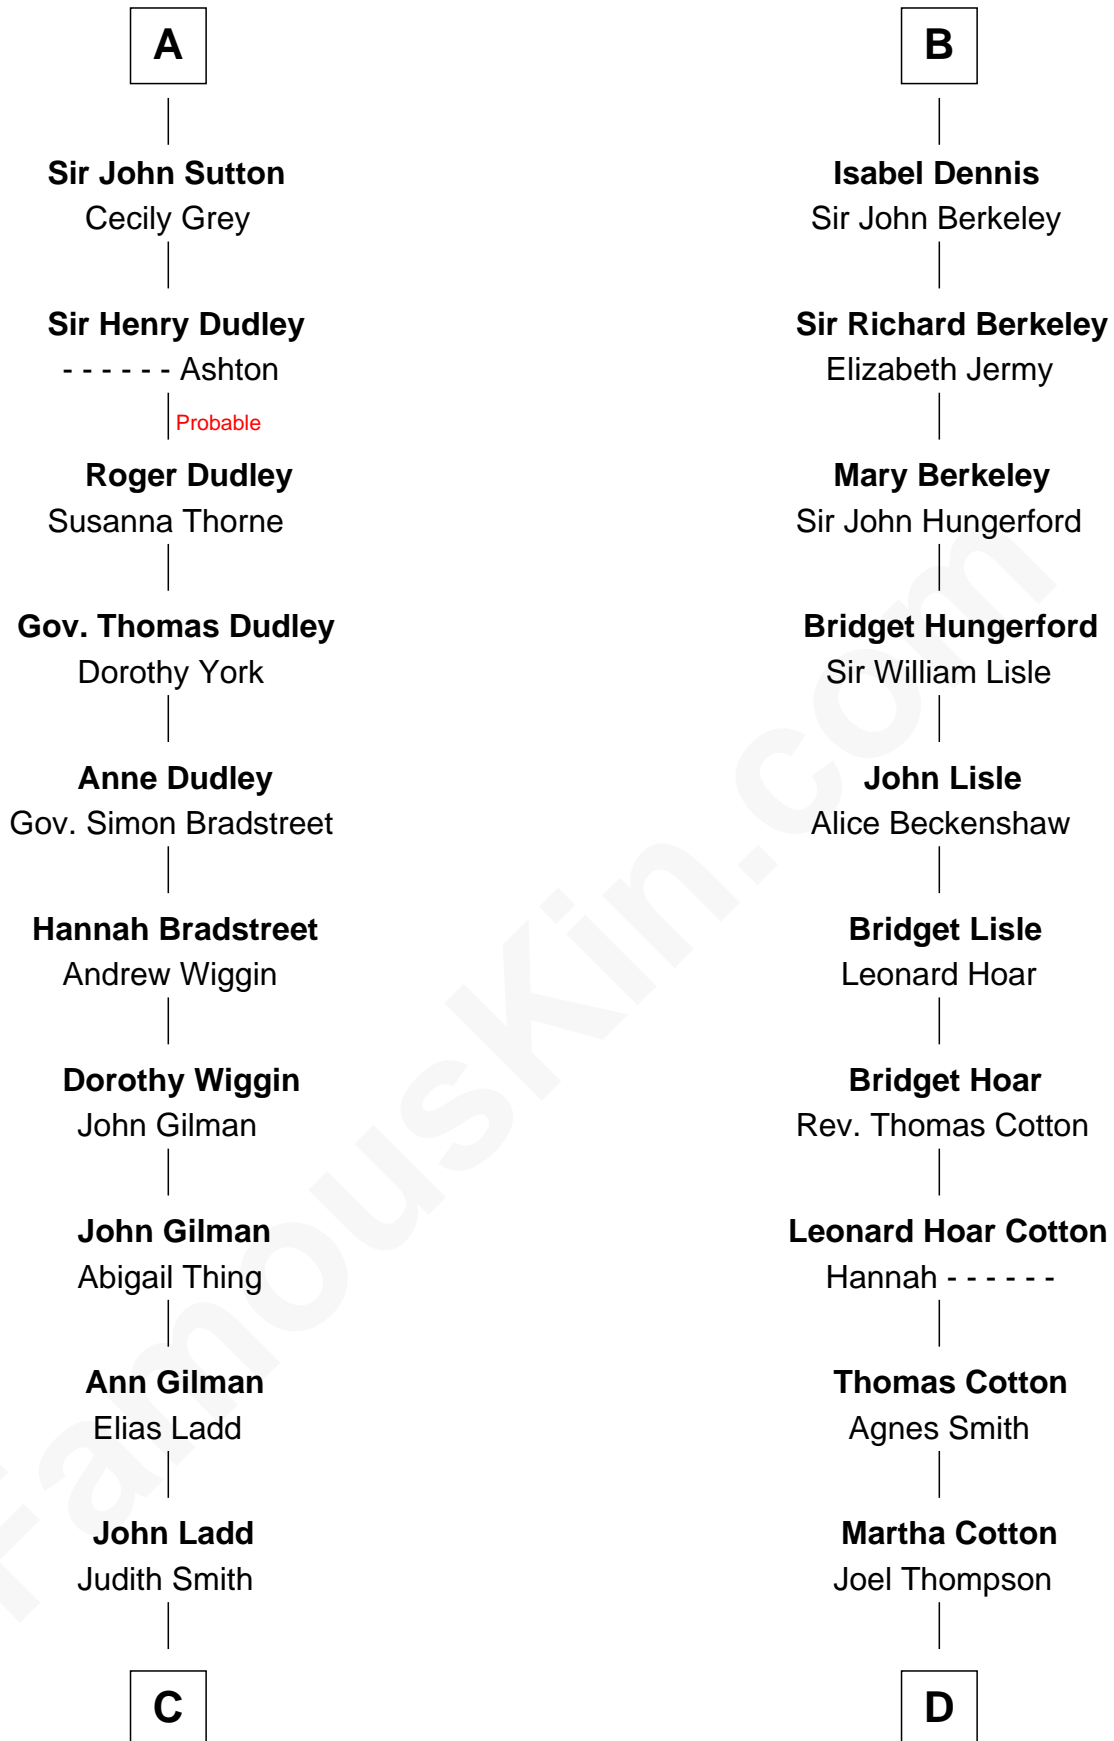 A
Sir John Sutton
Cecily Grey
Sir Henry Dudley
- - - - - - Ashton
Probable
Roger Dudley
Susanna Thorne
Gov. Thomas Dudley
Dorothy York
Anne Dudley
Gov. Simon Bradstreet
Hannah Bradstreet
Andrew Wiggin
Dorothy Wiggin
John Gilman
John Gilman
Abigail Thing
Ann Gilman
Elias Ladd
John Ladd
Judith Smith
C
B
Isabel Dennis
Sir John Berkeley
Sir Richard Berkeley
Elizabeth Jermy
Mary Berkeley
Sir John Hungerford
Bridget Hungerford
Sir William Lisle
John Lisle
Alice Beckenshaw
Bridget Lisle
Leonard Hoar
Bridget Hoar
Rev. Thomas Cotton
Leonard Hoar Cotton
Hannah - - - - - -
Thomas Cotton
Agnes Smith
Martha Cotton
Joel Thompson
D
FamousKin.com